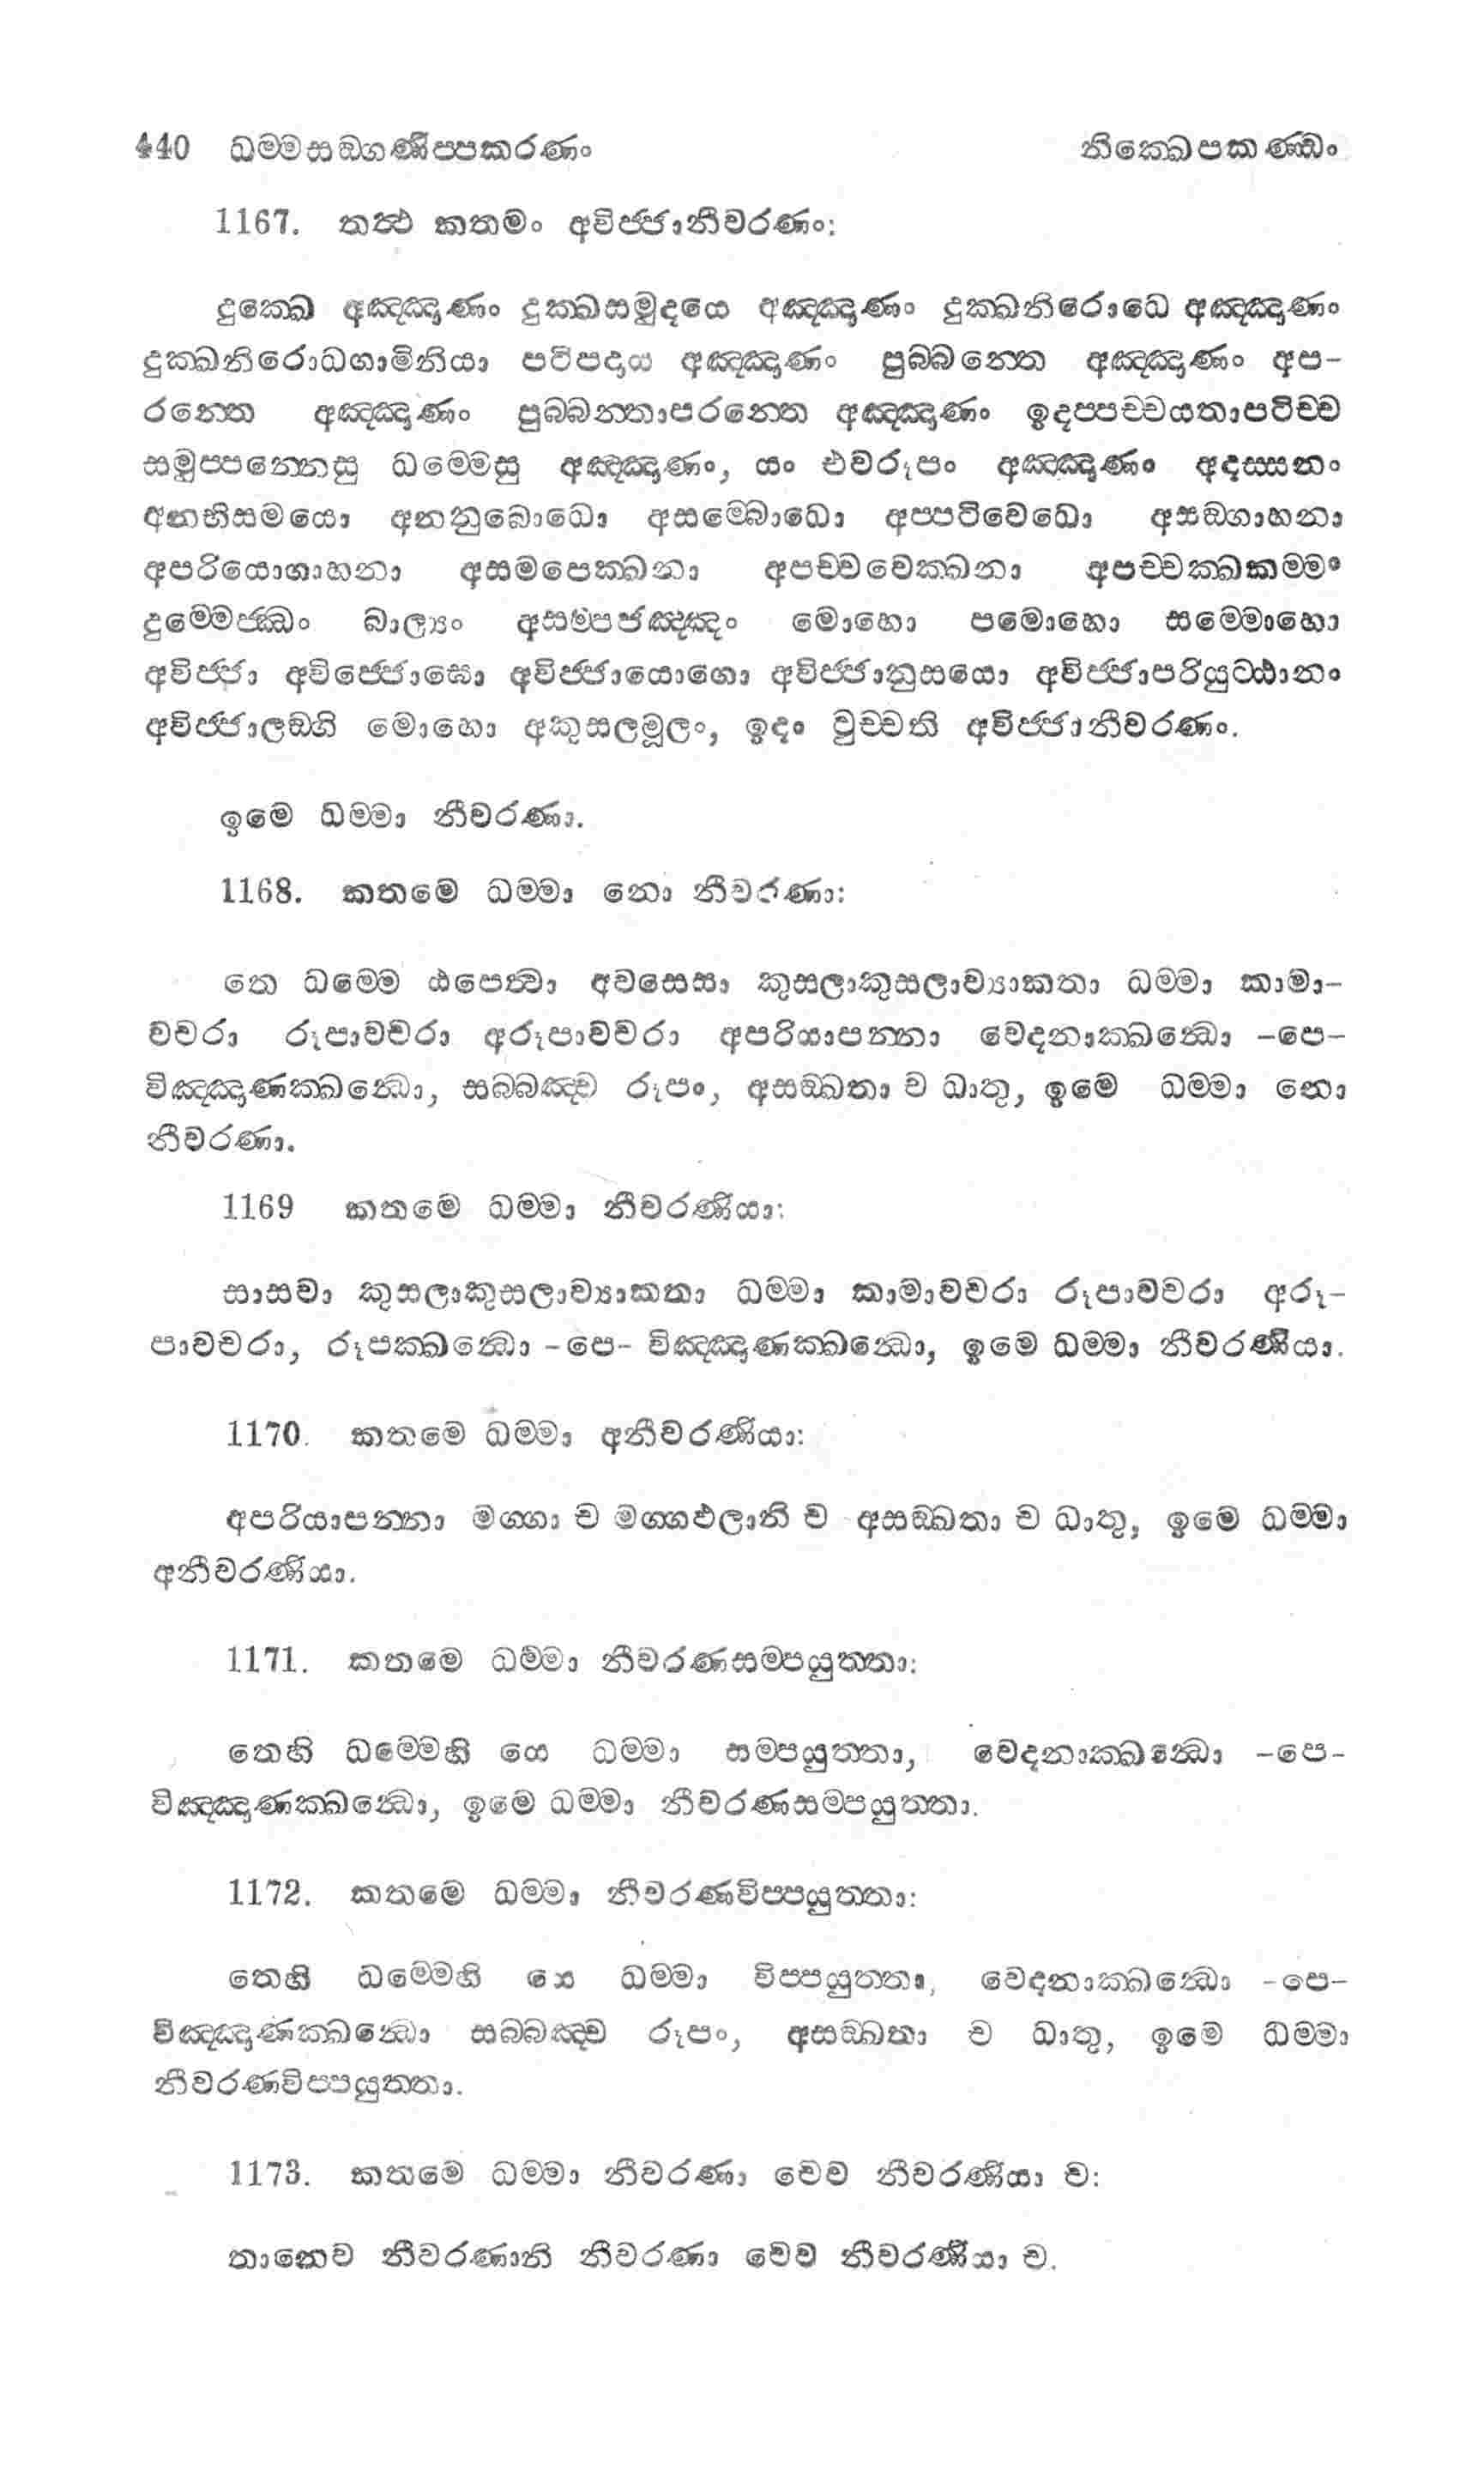 440 ධම්මසඞ්ගණිප්පකරණං නික්ඛෙපකණ්ඩං
1167. තත්‍ථ කතමං අවිජ්ජානීවරණං:
දුක්ඛෙ අඤ්ඤාණං දුක්ඛසමුදයෙ අඤ්ඤාණං දුක්ඛනිරොධෙ අඤ්ඤාණං
දුක්ඛනිරොධගාමිනියා පටිපදාය අඤ්ඤාණං පුබ්බන්තෙ අඤ්ඤාණං අප-
රන්තෙ අඤ්ඤාණං පුබ්බන්තාපරන්තෙ අඤ්ඤාණං ඉදප්පච්චයතාපටිච්ච
සමුප්පන්නෙසු ධම්මෙසු අඤ්ඤාණං, යං එවරූපං අඤ්ඤාණං අදස්සනං
අනභිසමයො අනනුබොධො අසම්බොධො අප්පටිවෙධො අසඞ්ගාහනා
අපරියොගාහනා අසමපෙක්ඛනා අපච්චවෙක්ඛනා අපච්චක්ඛකම්මං
දුම්මෙජ්ඣං බාල්‍යං අසම්පජඤ්ඤං මොහො පමොහො සම්මොහො
අවිජ්ජා අවිජ්ජොඝො අවිජ්ජායොගො අවිජ්ජානුසයො අවිජ්ජාපරියුට්ඨානං
අවිජ්ජාලඞ්ගි මොහො අකුසලමූලං, ඉදං වුච්චති අවිජ්ජානීවරණං.
ඉමෙ ධම්මා නීවරණා.
1168. කතමෙ ධම්මා නො නීවරණා:
තෙ ධම්මෙ ඨපෙත්‍වා අවසෙසා කුසලාකුසලාව්‍යාකතා ධම්මා කාමා-
වචරා රූපාවචරා අරූපාවචරා අපරියාපන්නා වෙදනාක්ඛන්‍ධො -පෙ-
විඤ්ඤාණක්ඛන්‍ධො, සබ්බඤ්ච රූපං, අසඞ්ඛතා ච ධාතු, ඉමෙ ධම්මා නො
නීවරණා.
1169 කතමෙ ධම්මා නීවරණියා:
සාසවා කුසලාකුසලාව්‍යාකතා ධම්මා කාමාවචරා රූපාවචරා අරූ-
පාවචරා, රූපක්ඛන්‍ධො -පෙ- විඤ්ඤාණක්ඛන්‍ධො, ඉමෙ ධම්මා නීවරණියා.
1170. කතමෙ ධම්මා අනීවරණියා:
අපරියාපන්නා මග්ගා ච මග්ගඵලානි ච අසඞ්ඛතා ච ධාතු, ඉමෙ ධම්මා
අනීවරණියා.
1171. කතමෙ ධම්මා නීවරණසම්පයුත්තා:
තෙහි ධම්මෙහි යෙ ධම්මා සම්පයුත්තා, වෙදනාක්ඛන්‍ධො -පෙ-
විඤ්ඤාණක්ඛන්‍ධො, ඉමෙ ධම්මා නීවරණසම්පයුත්තා.
1172. කතමෙ ධම්මා නීවරණවිප්පයුත්තා:
තෙහි ධම්මෙහි යෙ ධම්මා විප්පයුත්තා, වෙදනාක්ඛන්‍ධො -පෙ-
විඤ්ඤාණක්ඛන්‍ධො සබ්බඤ්ච රූපං, අසඞ්ඛතා ච ධාතු, ඉමෙ ධම්මා
නීවරණවිප්පයුත්තා.
1173. කතමෙ ධම්මා නීවරණා චෙව නීවරණියා ච:
තානෙව නීවරණානි නීවරණා චෙව නීවරණියා ච.